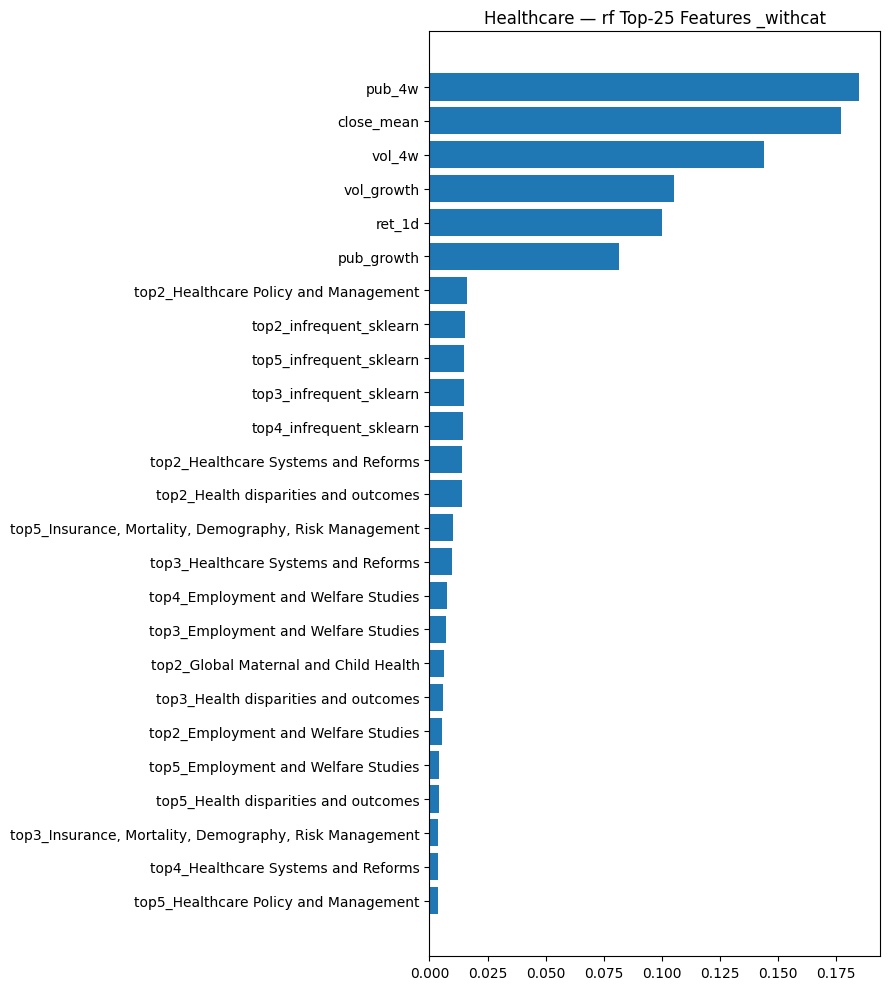 Healthcare — rf Top-25 Features _withcat
pub_4w
close_mean
vol_4w
vol_growth
ret_1d
pub_growth
top2_Healthcare Policy and Management
top2_infrequent_sklearn
top5_infrequent_sklearn
top3_infrequent_sklearn
top4_infrequent_sklearn
top2_Healthcare Systems and Reforms
top2_Health disparities and outcomes
top5_Insurance, Mortality, Demography, Risk Management
top3_Healthcare Systems and Reforms
top4_Employment and Welfare Studies
top3_Employment and Welfare Studies
top2_Global Maternal and Child Health
top3_Health disparities and outcomes
top2_Employment and Welfare Studies
top5_Employment and Welfare Studies
top5_Health disparities and outcomes
top3_Insurance, Mortality, Demography, Risk Management
top4_Healthcare Systems and Reforms
top5_Healthcare Policy and Management
0.000 0.025 0.050 0.075 0.100 0.125 0.150 0.175